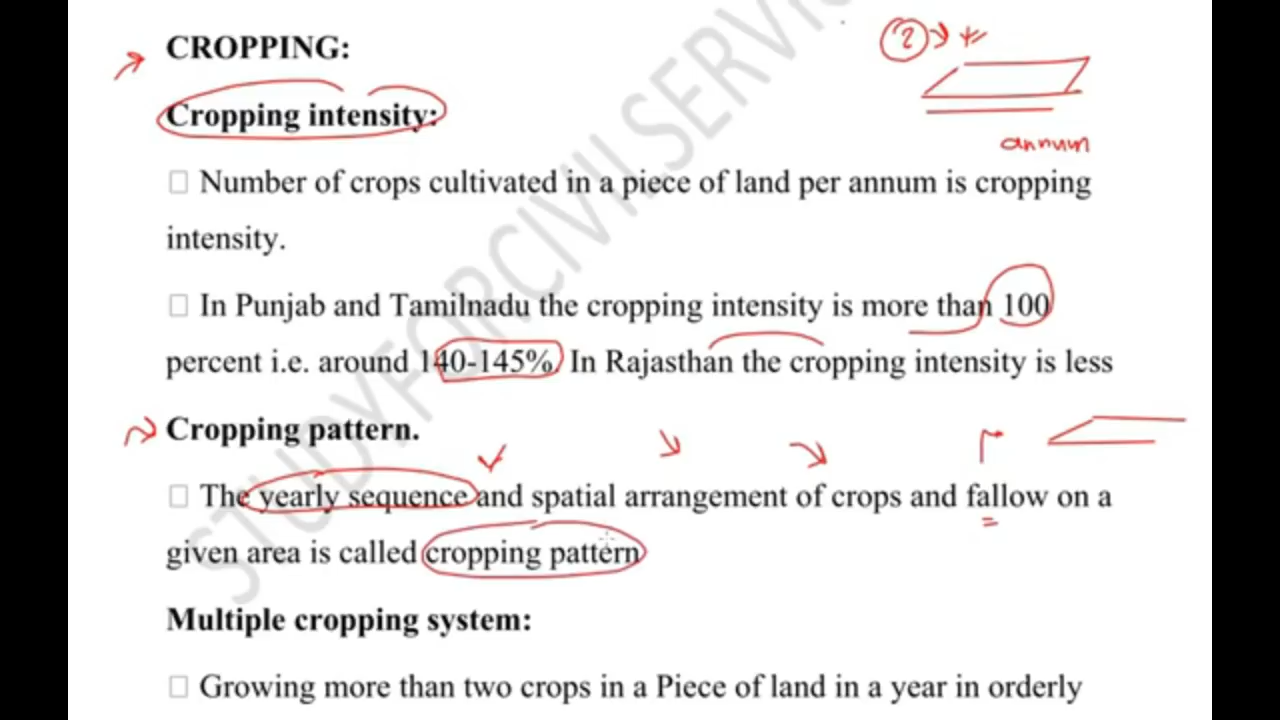 CROPPING:
Cropping intensity:
Number of crops cultivated in a piece of land per annum is cropping
intensity.
In Punjab and Tamilnadu the cropping intensity is more than 100
percent i.e. around 140-145% In Rajasthan the cropping intensity is less
Cropping pattern.
The yearly sequence and spatial arrangement of crops and fallow on a
given area is called cropping pattern
Multiple cropping system:
Growing more than two crops in a Piece of land in a year in orderly
2
annum
STUDYFORCIVILSERVI